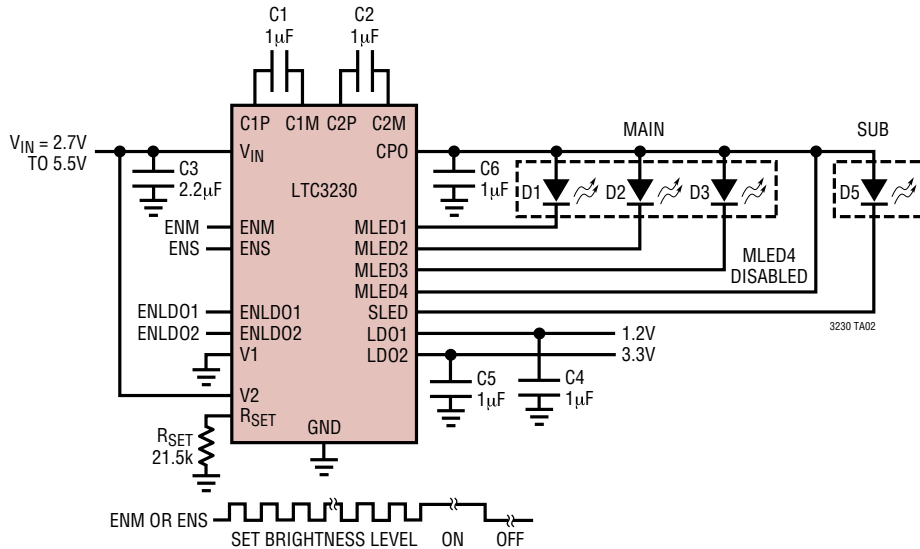 C1
1µF
C2
1µF
C1P C1M C2P C2M
MAIN
SUB
V_IN = 2.7V
TO 5.5V
V_IN
CPO
C3
2.2µF
LTC3230
C6
1µF
D1
D2
D3
D5
ENM
ENM
MLED1
ENS
ENS
MLED2
MLED3
MLED4
DISABLED
MLED4
ENLDO1
ENLDO1
SLED
ENLDO2
ENLDO2
LDO1
1.2V
3230 TA02
V1
LDO2
3.3V
C5
1µF
C4
1µF
V2
R_SET
GND
R_SET
21.5k
ENM OR ENS
SET BRIGHTNESS LEVEL ON OFF